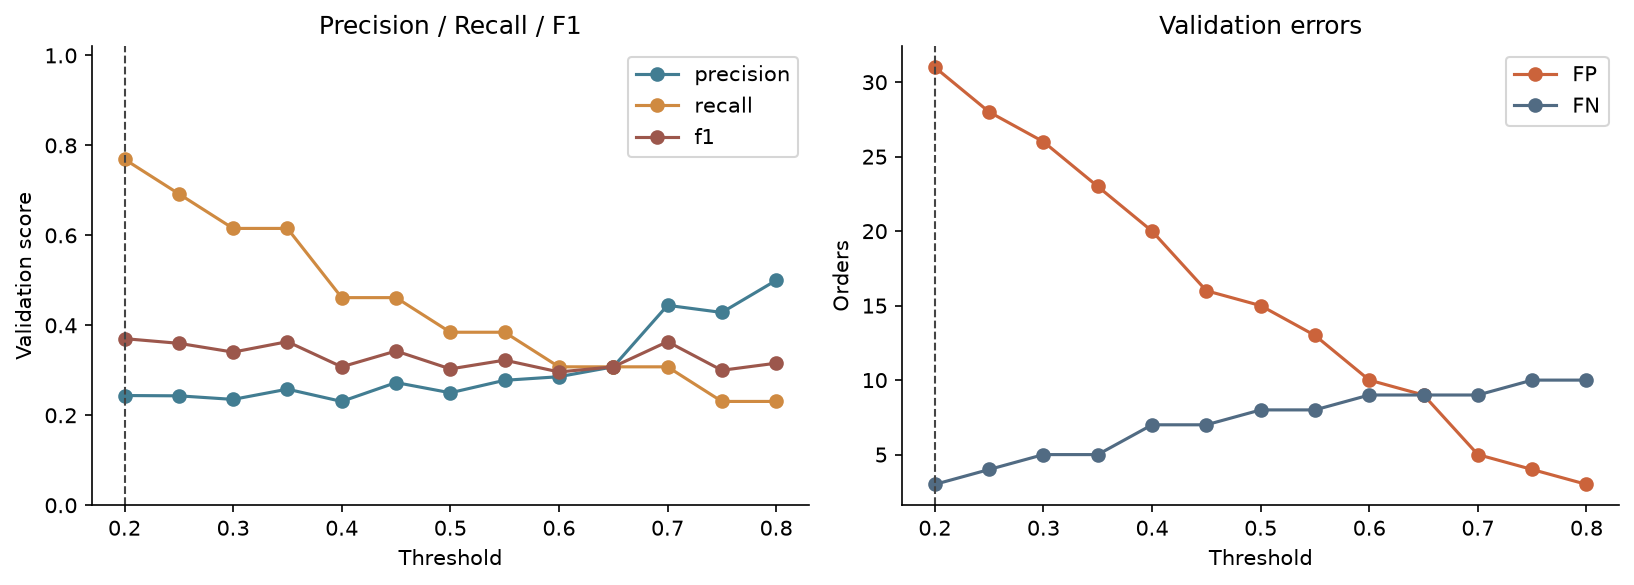 Precision / Recall / F1
1.0
0.8
0.6
0.4
0.2
0.0
Validation score
precision
recall
f1
0.2 0.3 0.4 0.5 0.6 0.7 0.8
Threshold
Validation errors
30
25
20
15
10
5
Orders
FP
FN
0.2 0.3 0.4 0.5 0.6 0.7 0.8
Threshold